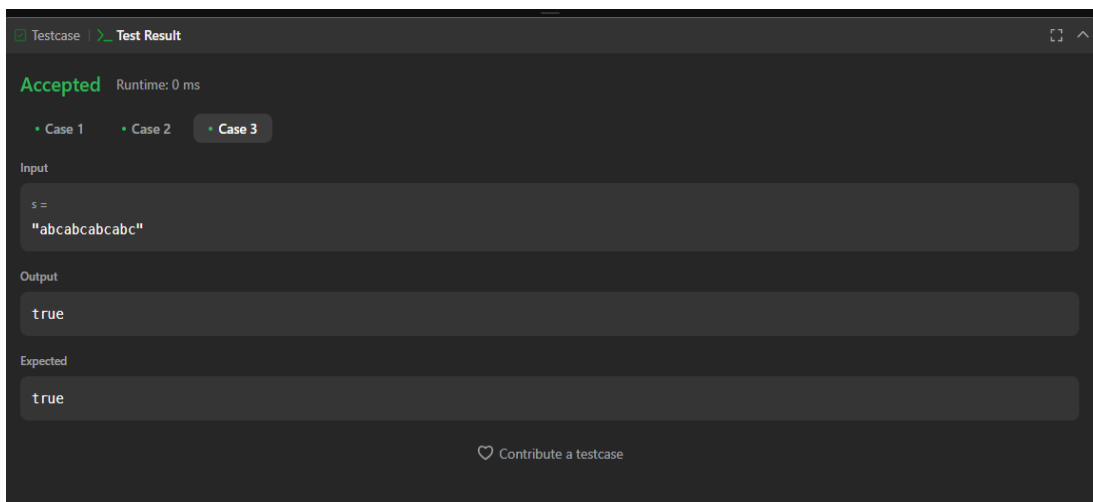 Testcase | >_ Test Result
Accepted Runtime: 0 ms
• Case 1 • Case 2 • Case 3
Input
s =
"abcabcabcabc"
Output
true
Expected
true
Contribute a testcase